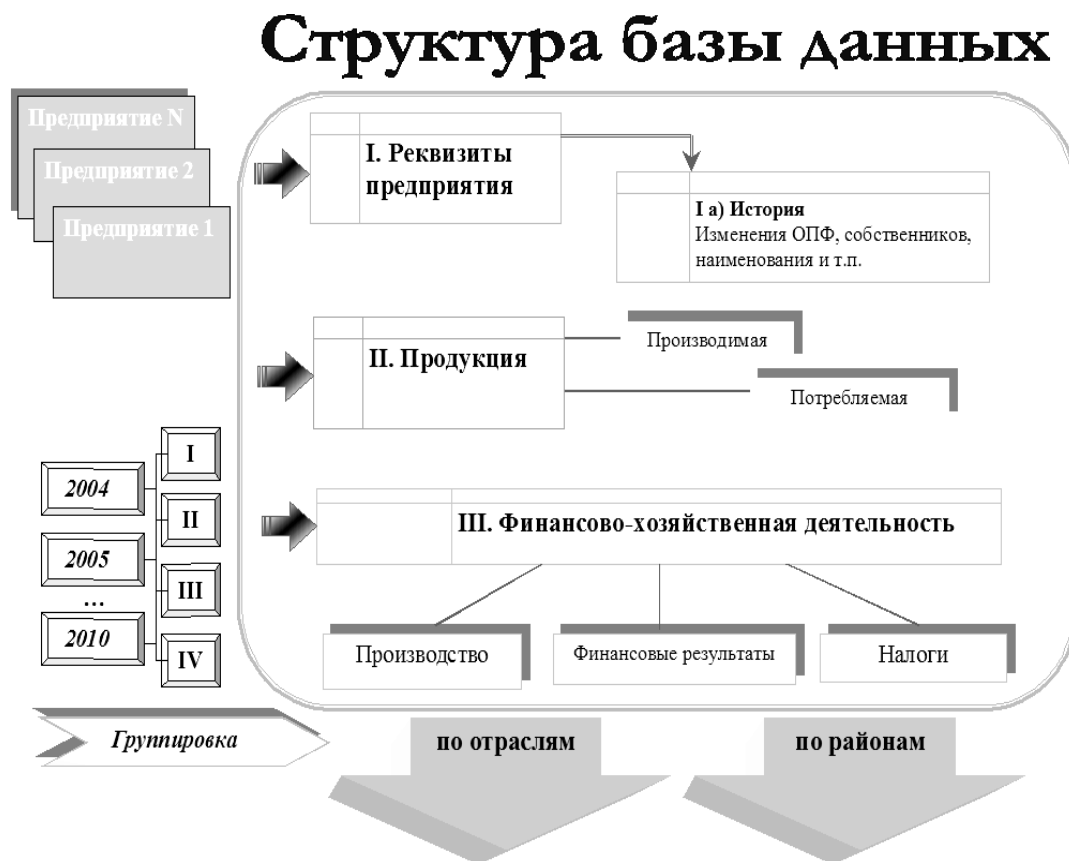 Структура базы данных
Предприятие N
Предприятие 2
Предприятие 1
I. Реквизиты
предприятия
I а) История
Изменения ОПФ, собственников,
наименования и т.п.
II. Продукция
Производимая
Потребляемая
2004
2005
...
2010
I
II
III
IV
III. Финансово-хозяйственная деятельность
Производство
Финансовые результаты
Налоги
Группировка
по отраслям
по районам